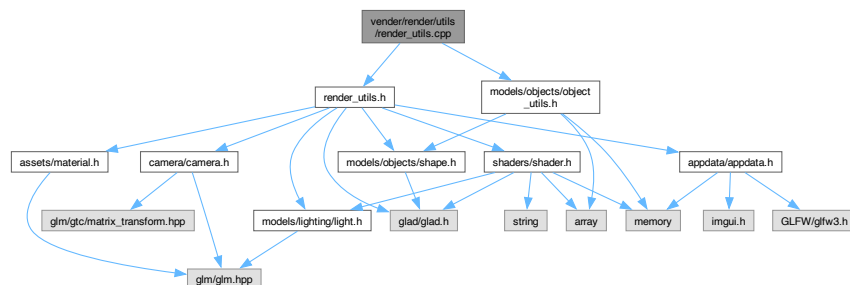 vender/render/utils
/render_utils.cpp
render_utils.h
models/objects/object
_utils.h
assets/material.h
camera/camera.h
models/objects/shape.h
shaders/shader.h
appdata/appdata.h
glm/gtc/matrix_transform.hpp
models/lighting/light.h
glad/glad.h
string
array
memory
imgui.h
GLFW/glfw3.h
glm/glm.hpp